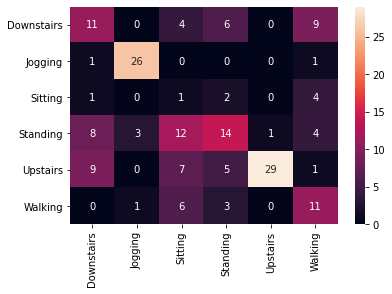 Downstairs 11 0 4 6 0 9
Jogging 1 26 0 0 0 1
Sitting 1 0 1 2 0 4
Standing 8 3 12 14 1 4
Upstairs 9 0 7 5 29 1
Walking 0 1 6 3 0 11
Downstairs Jogging Sitting Standing Upstairs Walking
25
20
15
10
5
0